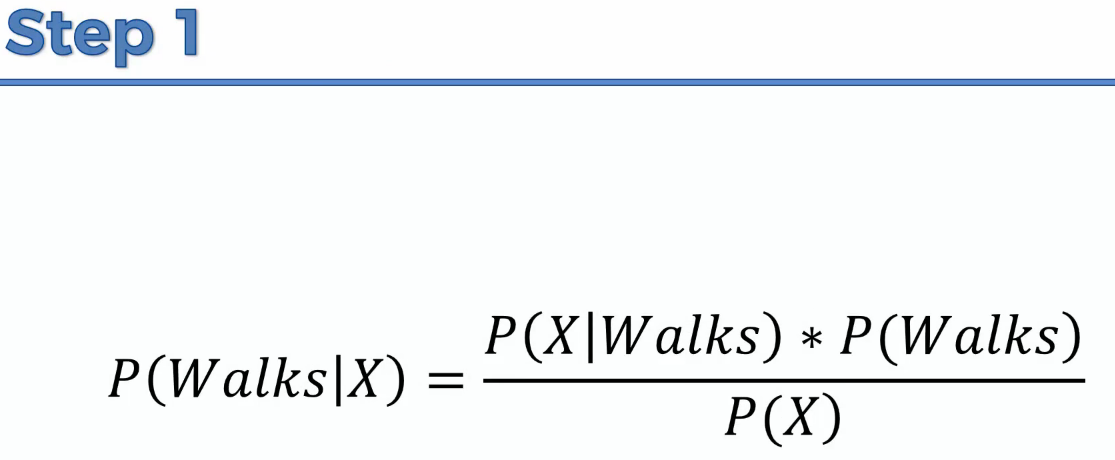 Step 1
P(X|Walks) * P(Walks)
P(Walks|X) =
P(X)